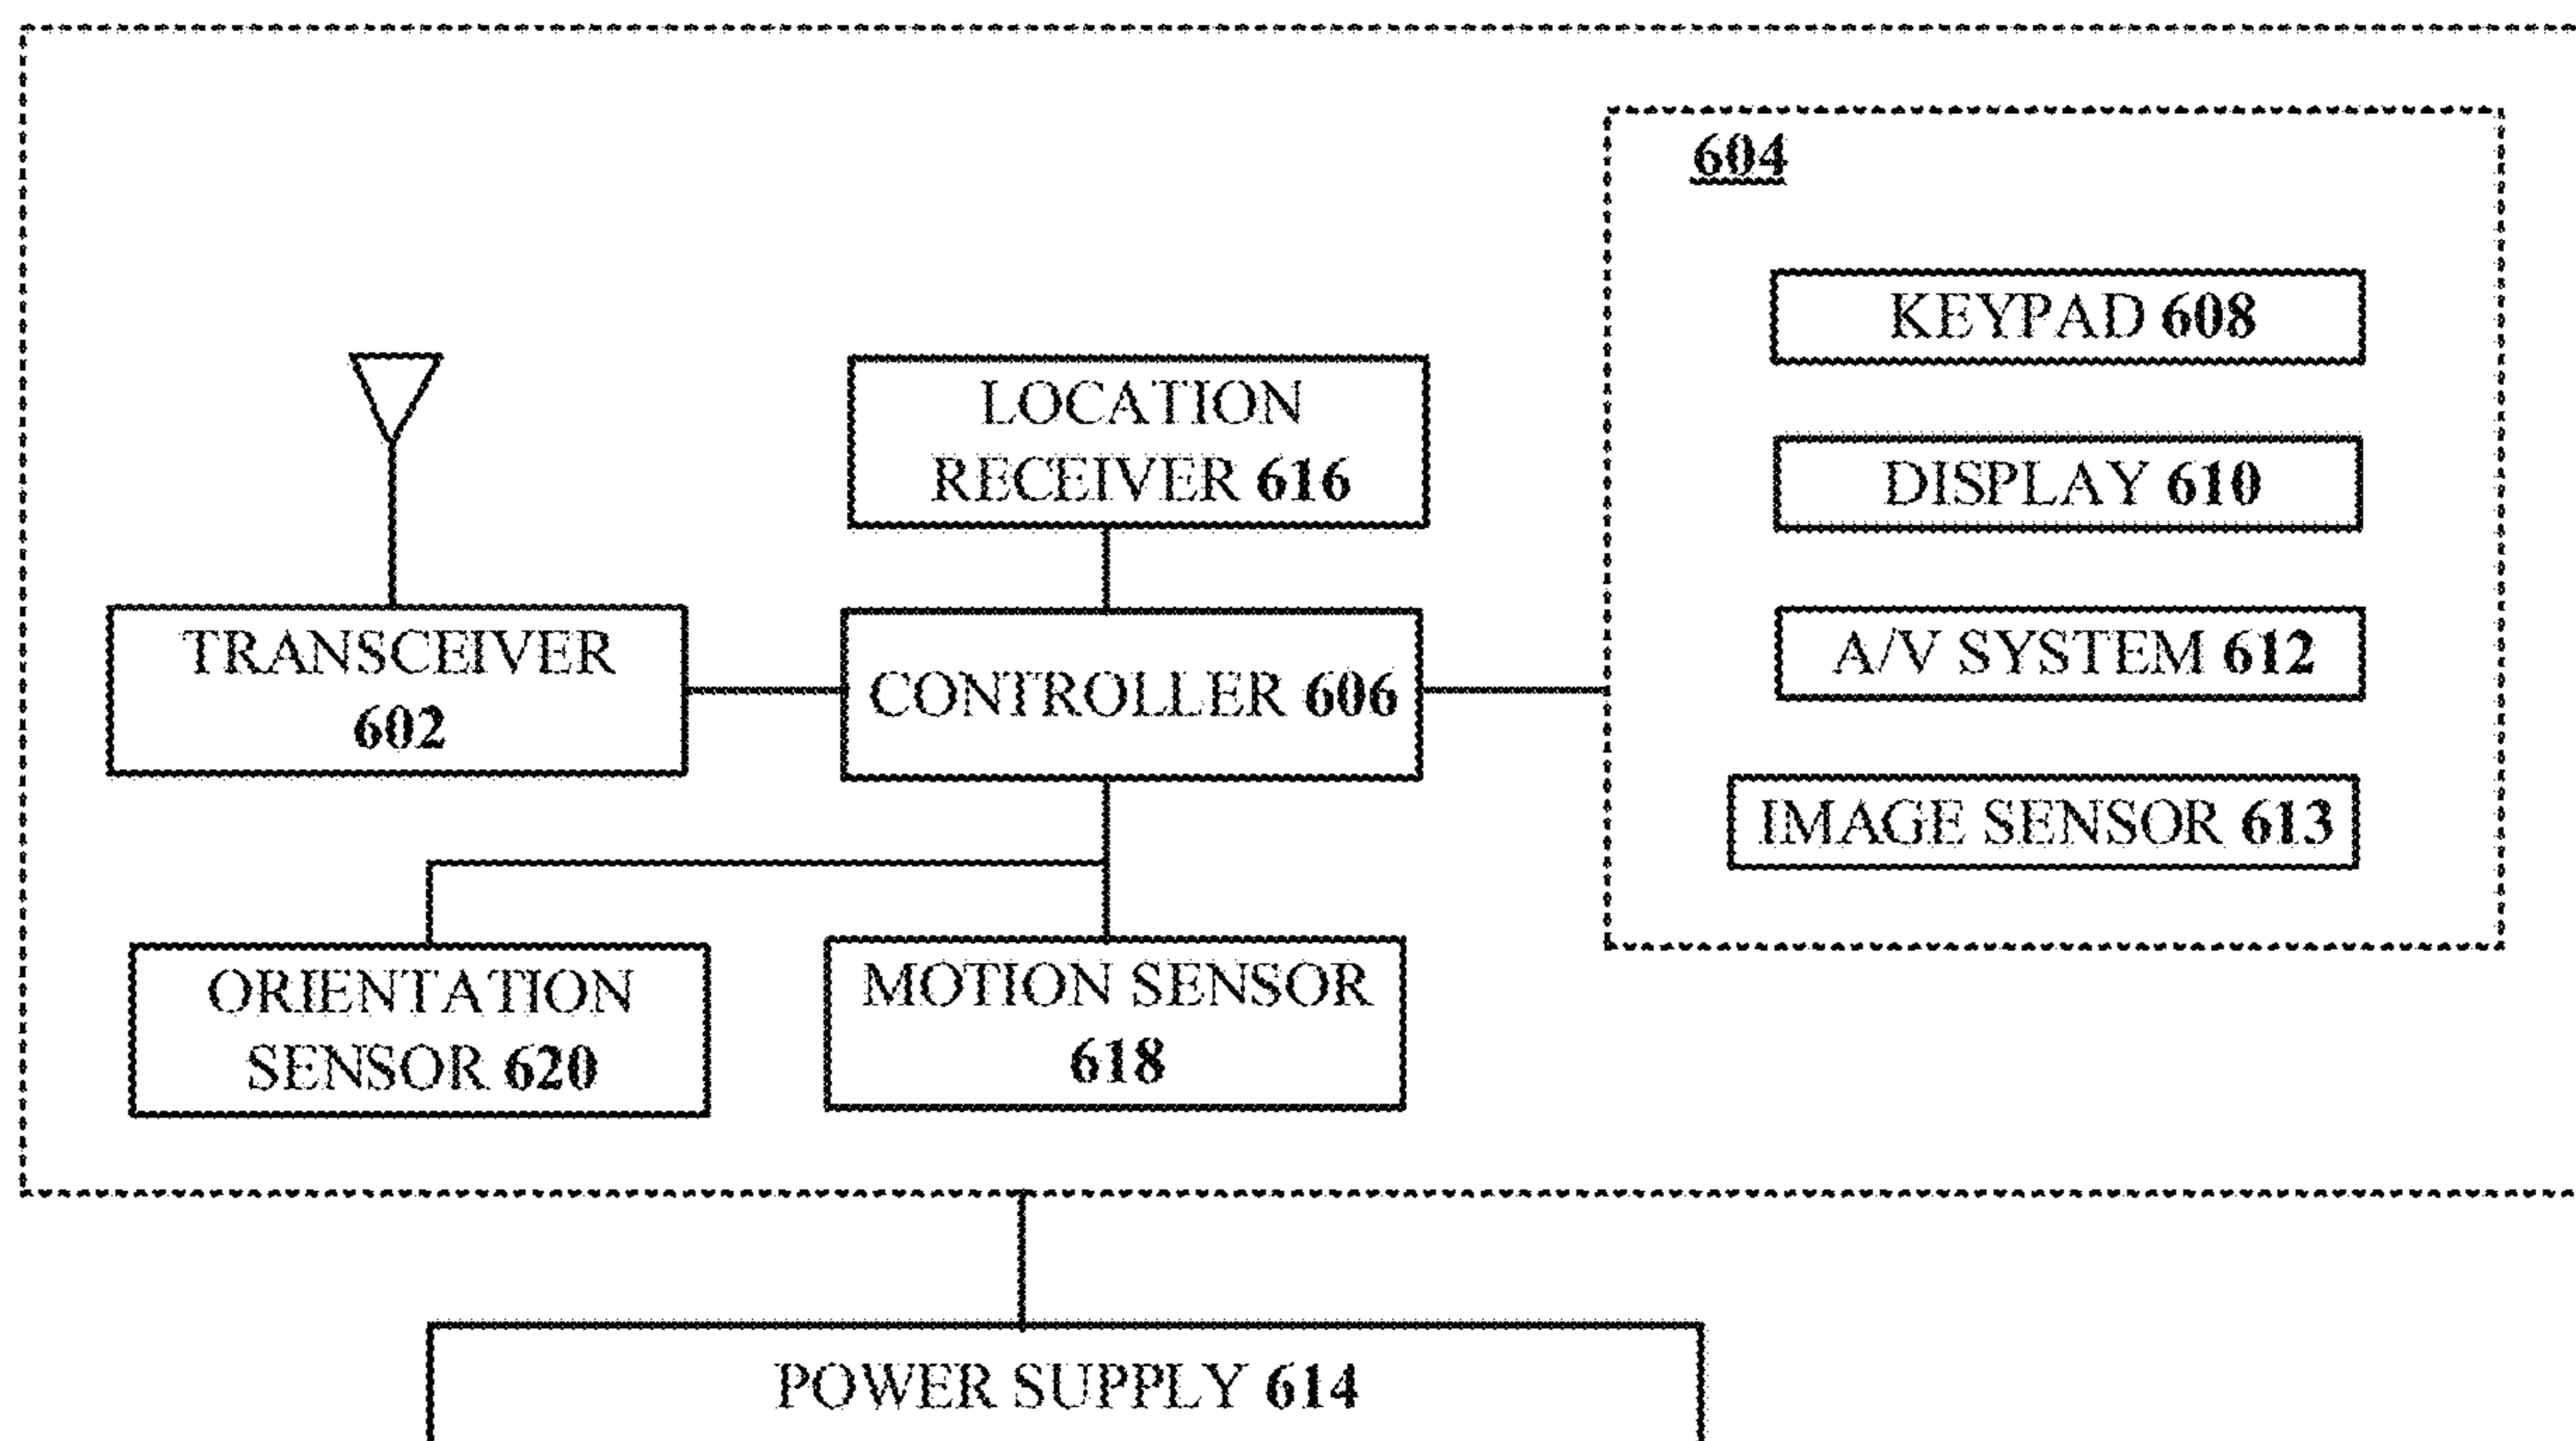 604
KEYPAD 608
LOCATION
RECEIVER 616
DISPLAY 610
TRANSCEIVER
602
CONTROLLER 606
A/V SYSTEM 612
IMAGE SENSOR 613
ORIENTATION
SENSOR 620
MOTION SENSOR
618
POWER SUPPLY 614